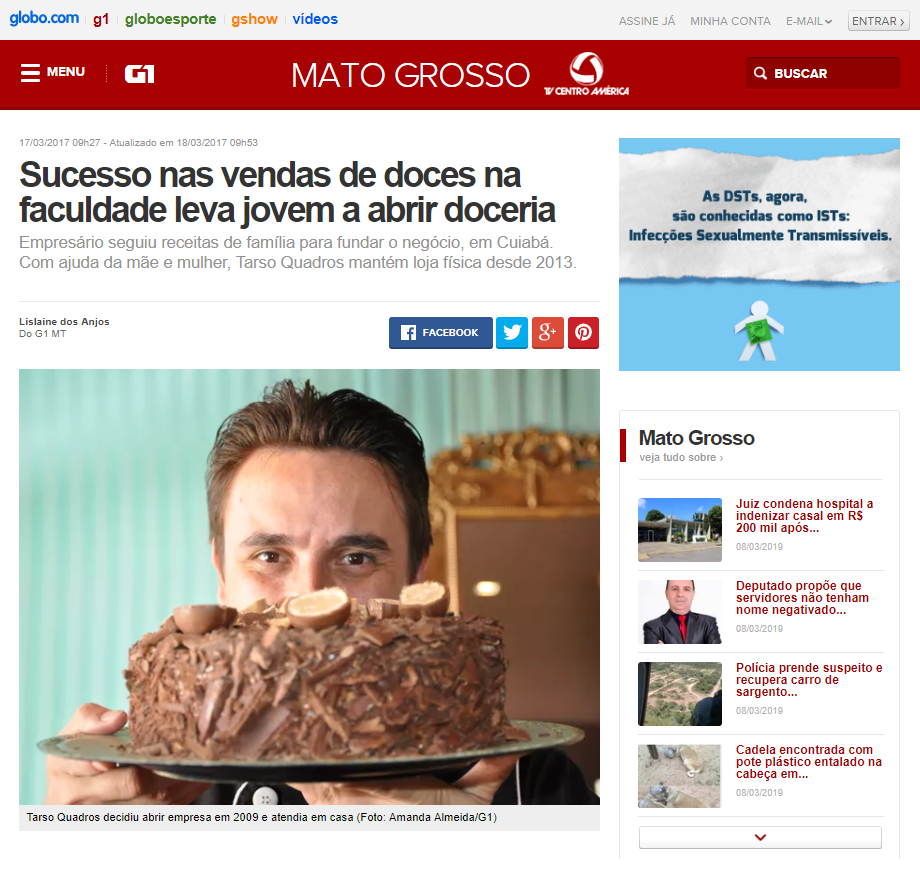 globo.com g1 globoesporte gshow vídeos
ASSINE JÁ MINHA CONTA E-MAIL ENTRAR ›
MENU G1 MATO GROSSO TV CENTRO AMÉRICA BUSCAR
17/03/2017 09h27 - Atualizado em 18/03/2017 09h53
Sucesso nas vendas de doces na
faculdade leva jovem a abrir doceria
Empresário seguiu receitas de família para fundar o negócio, em Cuiabá.
Com ajuda da mãe e mulher, Tarso Quadros mantém loja física desde 2013.
Lislaine dos Anjos
Do G1 MT
FACEBOOK
g+
Tarso Quadros decidiu abrir empresa em 2009 e atendia em casa (Foto: Amanda Almeida/G1)
As DSTs, agora,
são conhecidas como ISTs:
Infecções Sexualmente Transmissíveis.
Mato Grosso
veja tudo sobre ›
Juiz condena hospital a
indenizar casal em R$
200 mil após...
08/03/2019
Deputado propõe que
servidores não tenham
nome negativado...
08/03/2019
Polícia prende suspeito e
recupera carro de
sargento...
08/03/2019
Cadela encontrada com
pote plástico entalado na
cabeça em...
08/03/2019